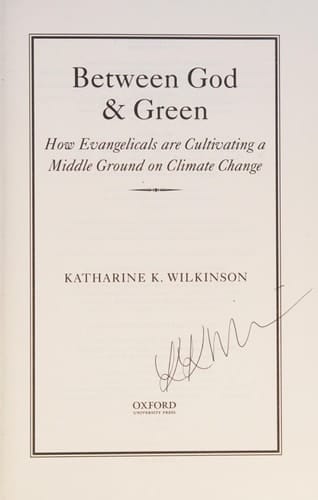 Between God
& Green
How Evangelicals are Cultivating a
Middle Ground on Climate Change
KATHARINE K. WILKINSON
OXFORD
UNIVERSITY PRESS